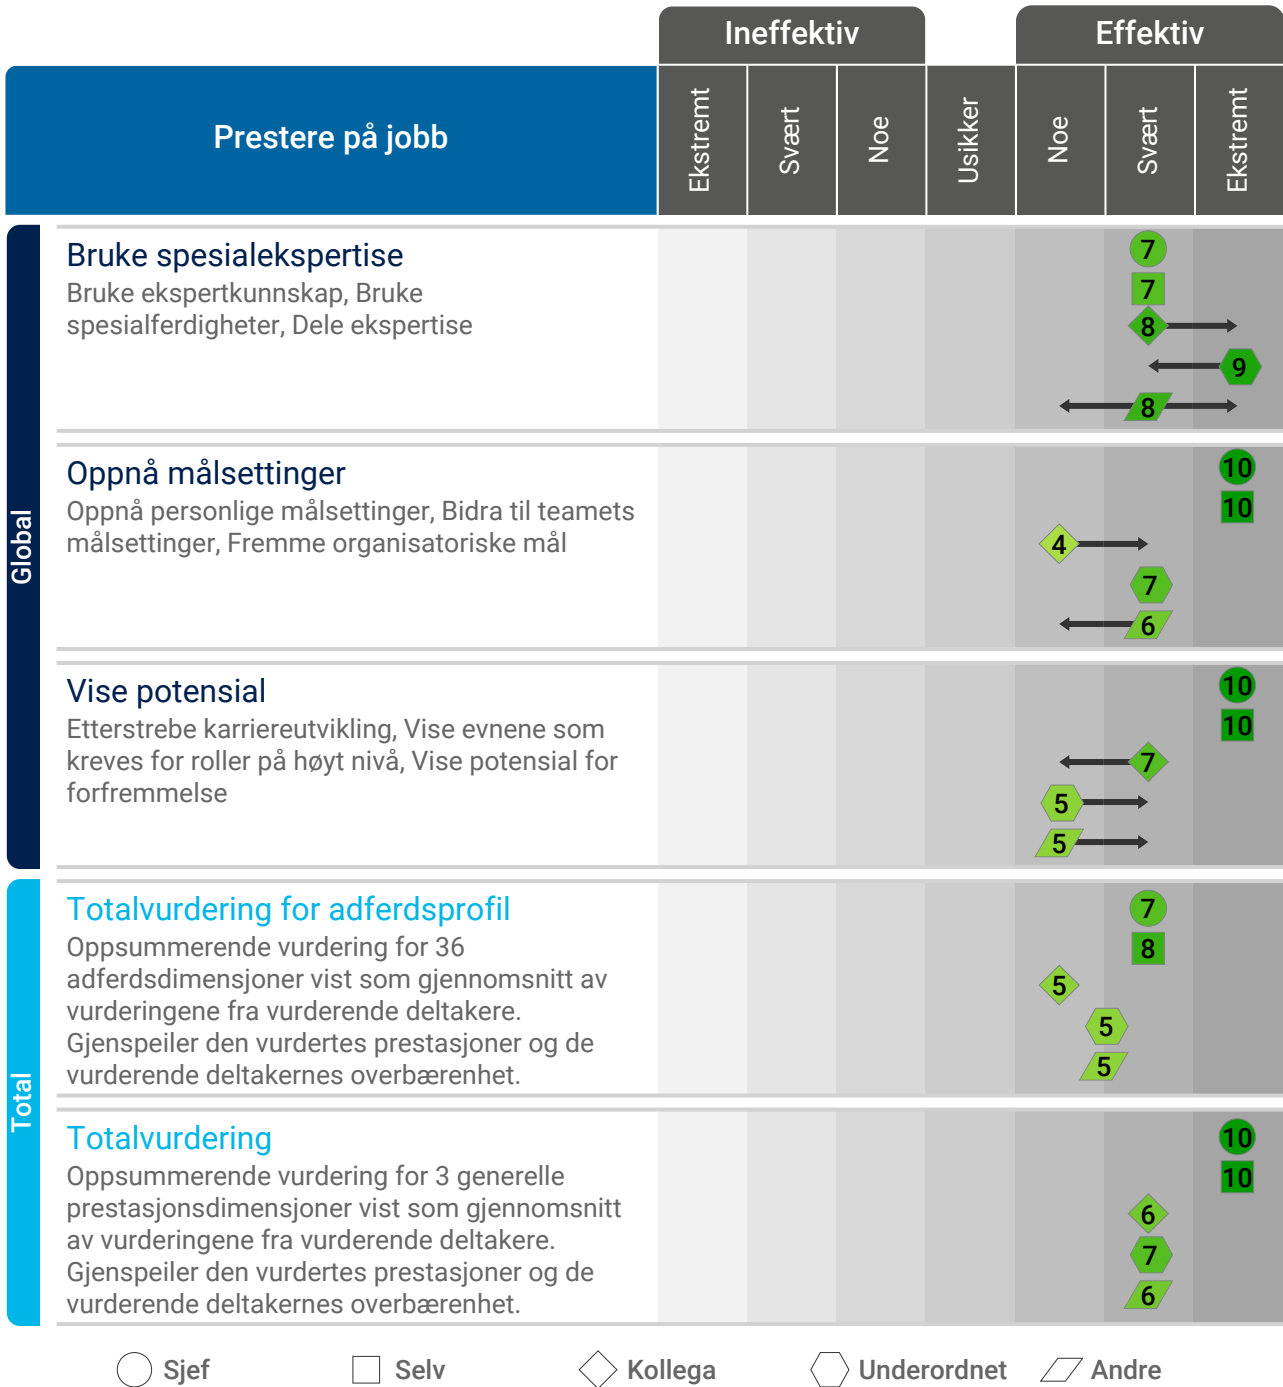 Ineffektiv
Effektiv
Prestere på jobb
Ekstremt
Svært
Noe
Usikker
Noe
Svært
Ekstremt
Global
Bruke spesialekspertise
Bruke ekspertkunnskap, Bruke
spesialferdigheter, Dele ekspertise
7
7
8
9
8
Oppnå målsettinger
Oppnå personlige målsettinger, Bidra til teamets
målsettinger, Fremme organisatoriske mål
10
10
4
7
6
Vise potensial
Etterstrebe karriereutvikling, Vise evnene som
kreves for roller på høyt nivå, Vise potensial for
forfremmelse
10
10
7
5
5
Total
Totalvurdering for adferdsprofil
Oppsummerende vurdering for 36
adferdsdimensjoner vist som gjennomsnitt av
vurderingene fra vurderende deltakere.
Gjenspeiler den vurdertes prestasjoner og de
vurderende deltakernes overbærenhet.
7
8
5
5
5
Totalvurdering
Oppsummerende vurdering for 3 generelle
prestasjonsdimensjoner vist som gjennomsnitt
av vurderingene fra vurderende deltakere.
Gjenspeiler den vurdertes prestasjoner og de
vurderende deltakernes overbærenhet.
10
10
6
7
6
Sjef
Selv
Kollega
Underordnet
Andre